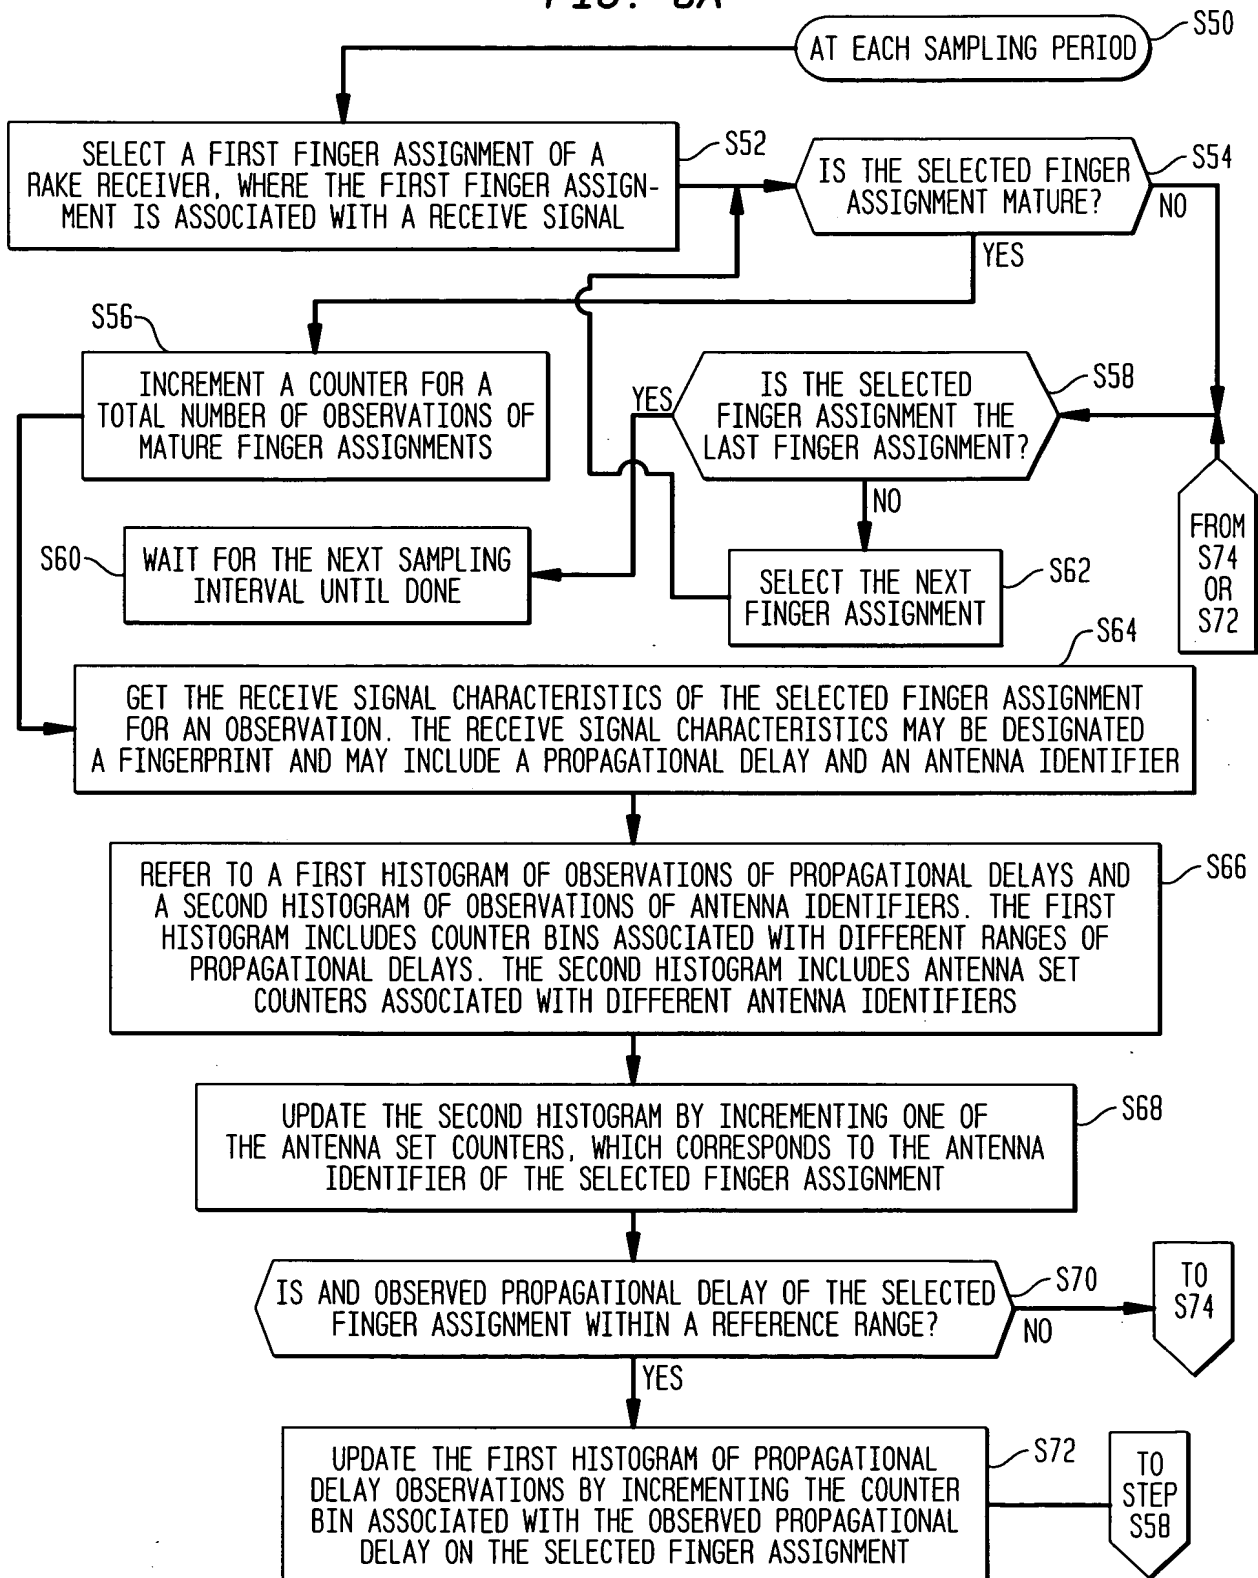 S50
AT EACH SAMPLING PERIOD
SELECT A FIRST FINGER ASSIGNMENT OF A
RAKE RECEIVER, WHERE THE FIRST FINGER ASSIGN-
MENT IS ASSOCIATED WITH A RECEIVE SIGNAL
S52
IS THE SELECTED FINGER
ASSIGNMENT MATURE?
S54
NO
YES
S56
INCREMENT A COUNTER FOR A
TOTAL NUMBER OF OBSERVATIONS OF
MATURE FINGER ASSIGNMENTS
YES
IS THE SELECTED
FINGER ASSIGNMENT THE
LAST FINGER ASSIGNMENT?
S58
NO
FROM
S74
OR
S72
S60
WAIT FOR THE NEXT SAMPLING
INTERVAL UNTIL DONE
SELECT THE NEXT
FINGER ASSIGNMENT
S62
S64
GET THE RECEIVE SIGNAL CHARACTERISTICS OF THE SELECTED FINGER ASSIGNMENT
FOR AN OBSERVATION. THE RECEIVE SIGNAL CHARACTERISTICS MAY BE DESIGNATED
A FINGERPRINT AND MAY INCLUDE A PROPAGATIONAL DELAY AND AN ANTENNA IDENTIFIER
REFER TO A FIRST HISTOGRAM OF OBSERVATIONS OF PROPAGATIONAL DELAYS AND
A SECOND HISTOGRAM OF OBSERVATIONS OF ANTENNA IDENTIFIERS. THE FIRST
HISTOGRAM INCLUDES COUNTER BINS ASSOCIATED WITH DIFFERENT RANGES OF
PROPAGATIONAL DELAYS. THE SECOND HISTOGRAM INCLUDES ANTENNA SET
COUNTERS ASSOCIATED WITH DIFFERENT ANTENNA IDENTIFIERS
S66
UPDATE THE SECOND HISTOGRAM BY INCREMENTING ONE OF
THE ANTENNA SET COUNTERS, WHICH CORRESPONDS TO THE ANTENNA
IDENTIFIER OF THE SELECTED FINGER ASSIGNMENT
S68
IS AND OBSERVED PROPAGATIONAL DELAY OF THE SELECTED
FINGER ASSIGNMENT WITHIN A REFERENCE RANGE?
S70
NO
TO
S74
YES
UPDATE THE FIRST HISTOGRAM OF PROPAGATIONAL
DELAY OBSERVATIONS BY INCREMENTING THE COUNTER
BIN ASSOCIATED WITH THE OBSERVED PROPAGATIONAL
DELAY ON THE SELECTED FINGER ASSIGNMENT
S72
TO
STEP
S58